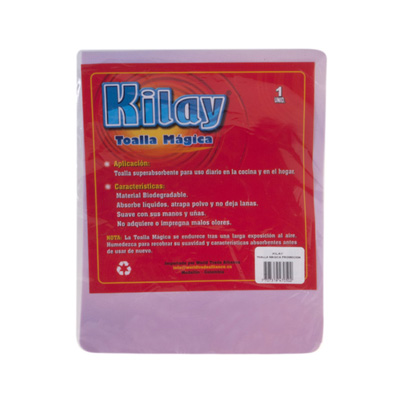 Kilay
Toalla Mágica
1
UND
Aplicación:
Toalla superabsorbente para uso diario en la cocina y en el hogar
Características:
Material Biodegradable.
Absorbe líquidos, atrapa polvo y no deja lanas.
Suave con sus manos y uñas.
No adquiere o impregna malos olores.
NOTA: La Toalla Mágica se endurece tras una larga exposición al aire.
Humedezca para recobrar su suavidad y características absorbentes antes
de usar de nuevo.